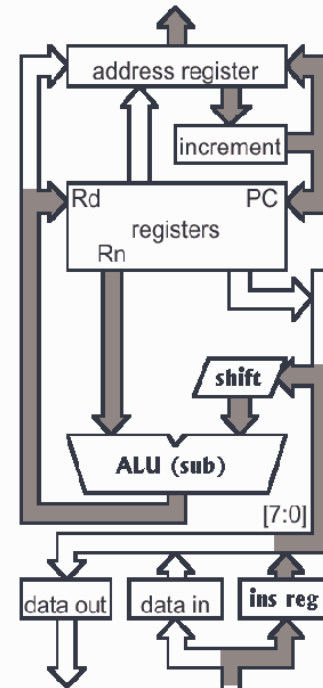 address register
increment
Rd PC
registers
Rn
shift
ALU (sub)
[7:0]
data out data in ins reg